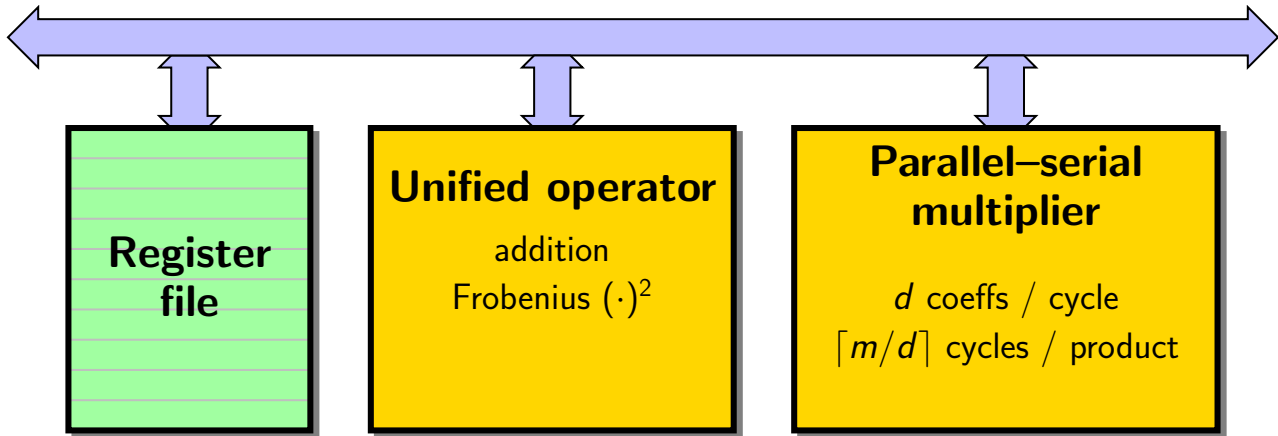 Register
file
Unified operator
addition
Frobenius (·)²
Parallel–serial
multiplier
d coeffs / cycle
⌈m/d⌉ cycles / product